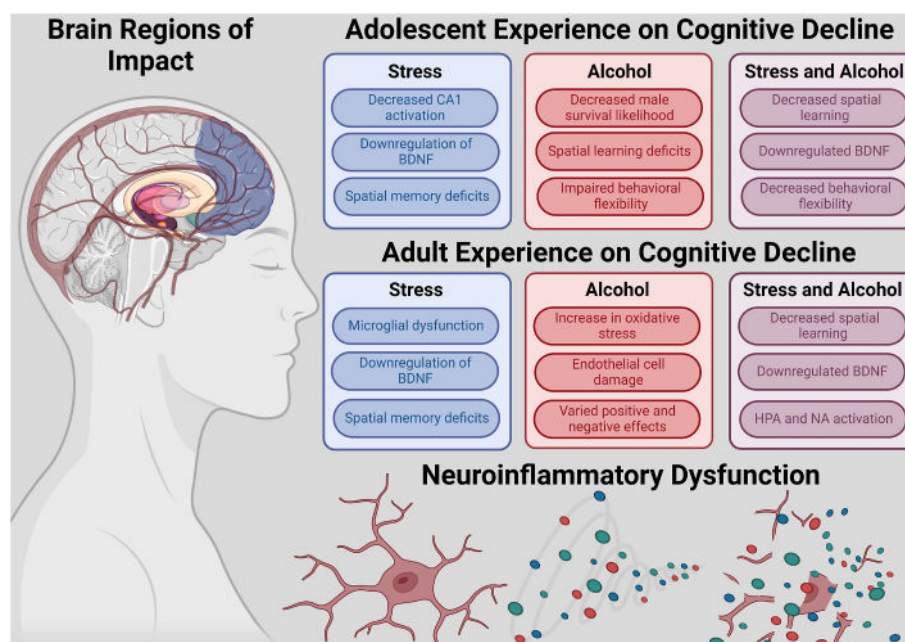 Brain Regions of
Impact
Adolescent Experience on Cognitive Decline
Stress
Decreased CA1
activation
Downregulation of
BDNF
Spatial memory deficits
Alcohol
Decreased male
survival likelihood
Spatial learning deficits
Impaired behavioral
flexibility
Stress and Alcohol
Decreased spatial
learning
Downregulated BDNF
Decreased behavioral
flexibility
Adult Experience on Cognitive Decline
Stress
Microglial dysfunction
Downregulation of
BDNF
Spatial memory deficits
Alcohol
Increase in oxidative
stress
Endothelial cell
damage
Varied positive and
negative effects
Stress and Alcohol
Decreased spatial
learning
Downregulated BDNF
HPA and NA activation
Neuroinflammatory Dysfunction